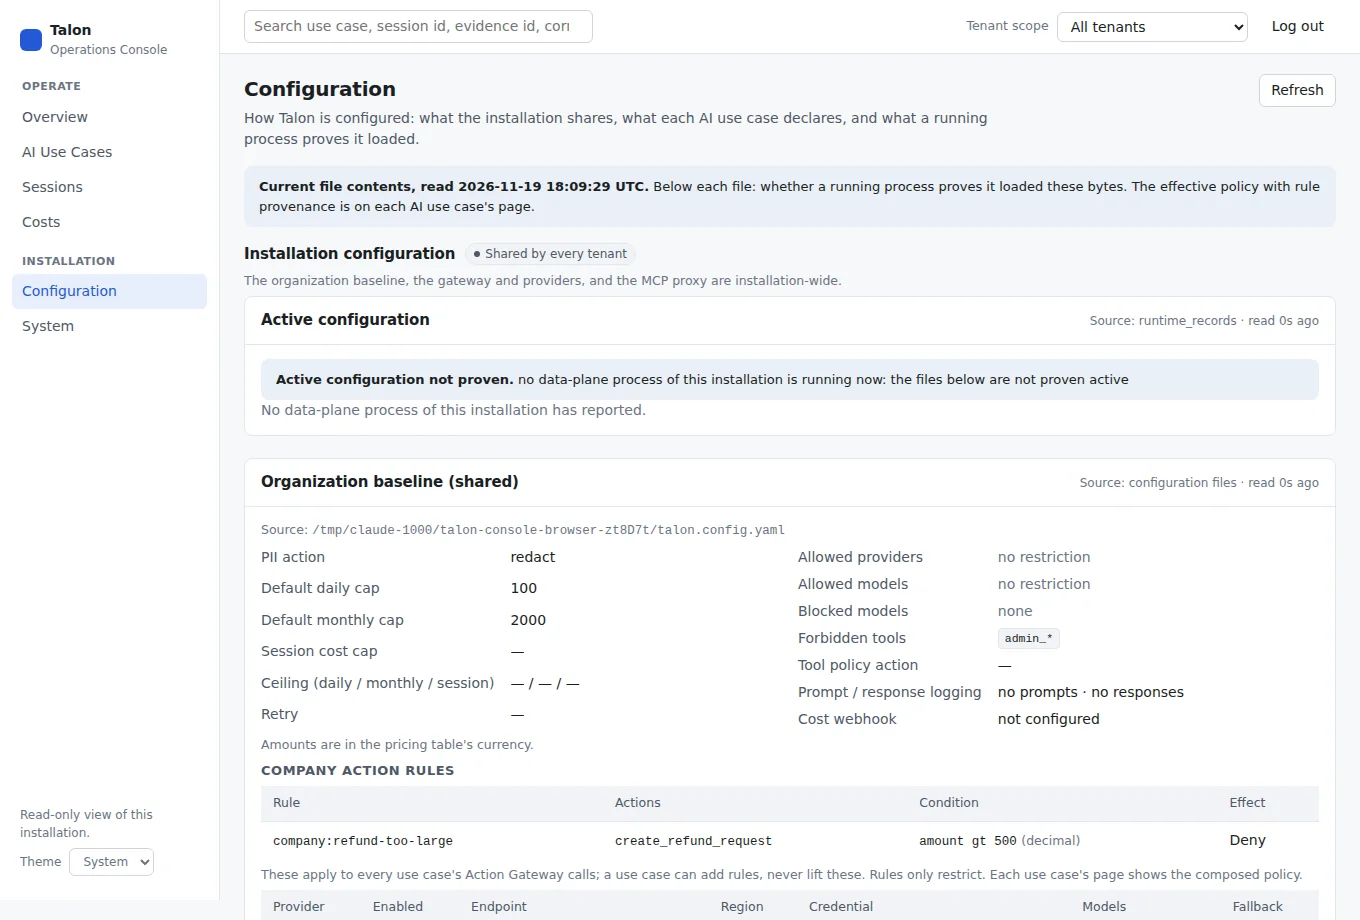 Talon
Operations Console
OPERATE
Overview
AI Use Cases
Sessions
Costs
INSTALLATION
Configuration
System
Read-only view of this
installation.
Theme System
Search use case, session id, evidence id, corr
Tenant scope All tenants Log out
Configuration
Refresh
How Talon is configured: what the installation shares, what each AI use case declares, and what a running
process proves it loaded.
Current file contents, read 2026-11-19 18:09:29 UTC. Below each file: whether a running process proves it loaded these bytes. The effective policy with rule
provenance is on each AI use case's page.
Installation configuration Shared by every tenant
The organization baseline, the gateway and providers, and the MCP proxy are installation-wide.
Active configuration Source: runtime_records · read 0s ago
Active configuration not proven. no data-plane process of this installation is running now: the files below are not proven active
No data-plane process of this installation has reported.
Organization baseline (shared) Source: configuration files · read 0s ago
Source: /tmp/claude-1000/talon-console-browser-zt8D7t/talon.config.yaml
PII action redact
Default daily cap 100
Default monthly cap 2000
Session cost cap —
Ceiling (daily / monthly / session) — / — / —
Retry —
Allowed providers no restriction
Allowed models no restriction
Blocked models none
Forbidden tools admin_*
Tool policy action —
Prompt / response logging no prompts · no responses
Cost webhook not configured
Amounts are in the pricing table's currency.
COMPANY ACTION RULES
Rule Actions Condition Effect
company:refund-too-large create_refund_request amount gt 500 (decimal) Deny
These apply to every use case's Action Gateway calls; a use case can add rules, never lift these. Rules only restrict. Each use case's page shows the composed policy.
Provider Enabled Endpoint Region Credential Models Fallback